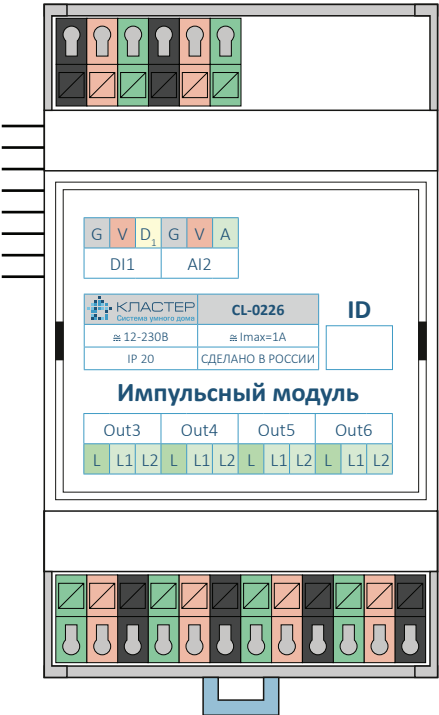 G V D1 G V A
DI1 AI2
КЛАСТЕР CL-0226 ID
Система умного дома
≅ 12-230В ≅ Imax=1А
IP 20 СДЕЛАНО В РОССИИ
Импульсный модуль
Out3 Out4 Out5 Out6
L L1 L2 L L1 L2 L L1 L2 L L1 L2